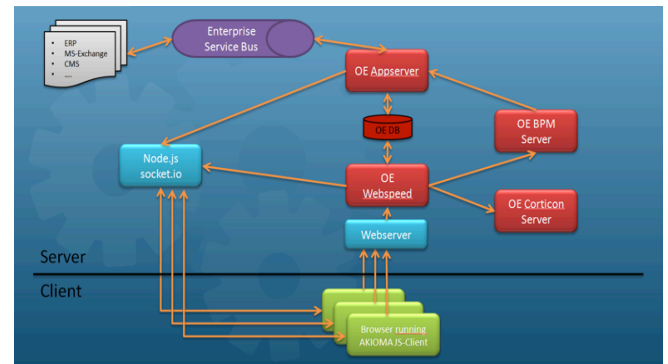 Enterprise
Service Bus
• ERP
• MS-Exchange
• CMS
• ....
OE Appserver
OE DB
OE BPM
Server
Node.js
socket.io
OE
Webspeed
OE Corticon
Server
Webserver
Server
Client
Browser running
AKIOMA JS-Client